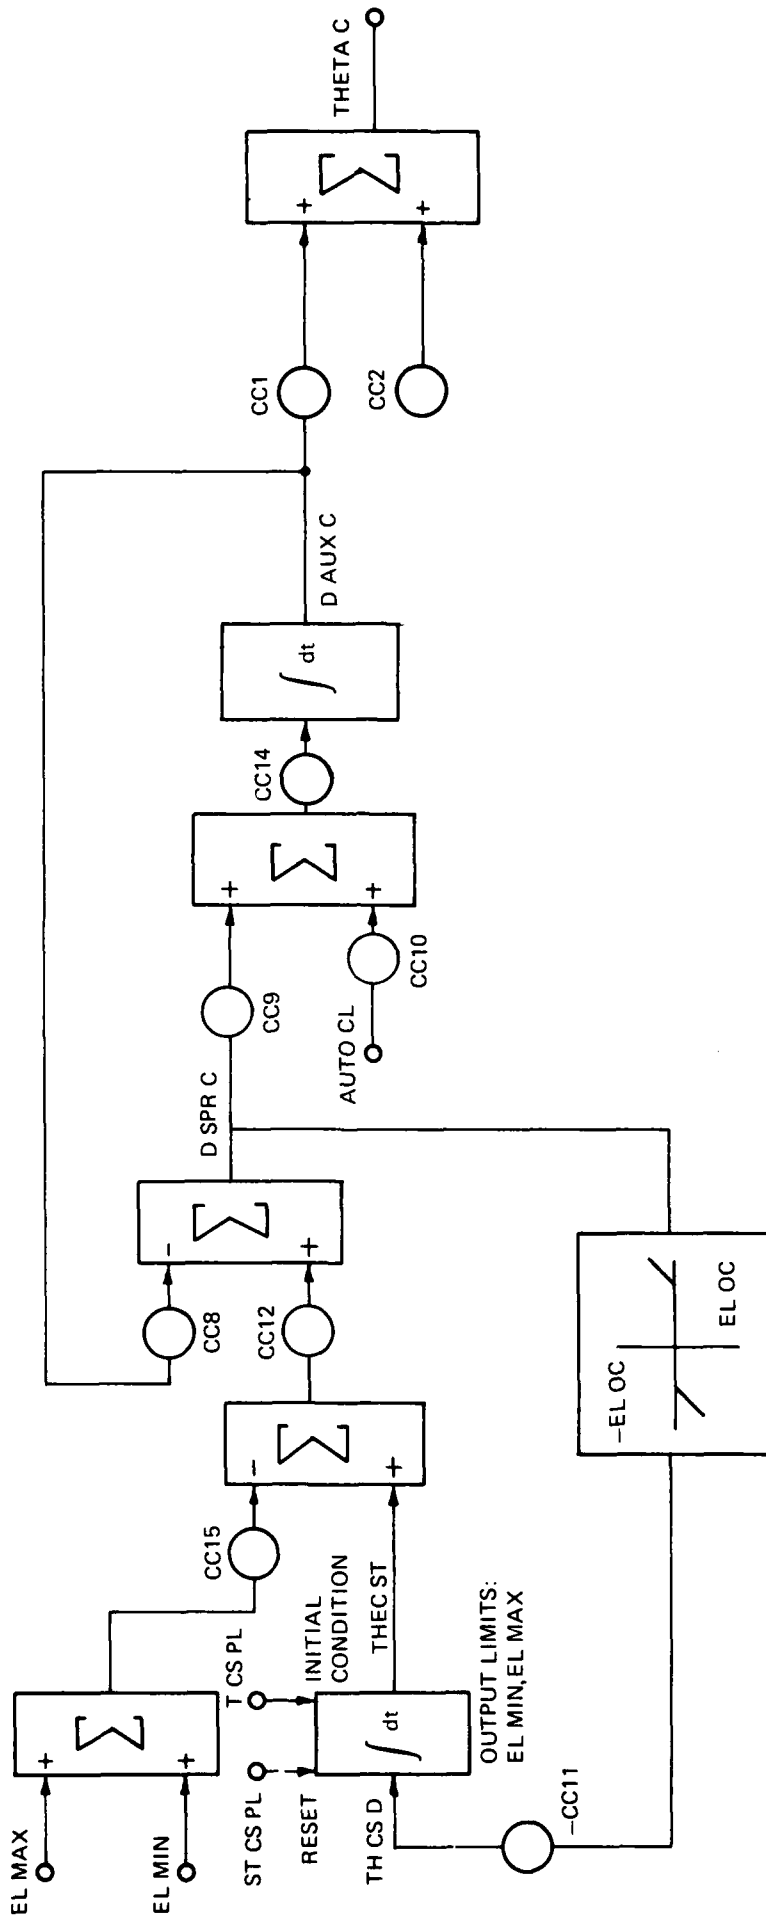 EL MAX
EL MIN
+
+
Σ
CC15
T CS PL
ST CS PL
RESET
INITIAL
CONDITION
∫ dt
TH CS D
THEC ST
OUTPUT LIMITS:
EL MIN, EL MAX
-CC11
-
+
Σ
CC12
CC8
-
+
Σ
D SPR C
-EL OC
EL OC
CC9
AUTO CL
CC10
+
+
Σ
CC14
∫ dt
D AUX C
CC1
CC2
+
+
Σ
THETA C